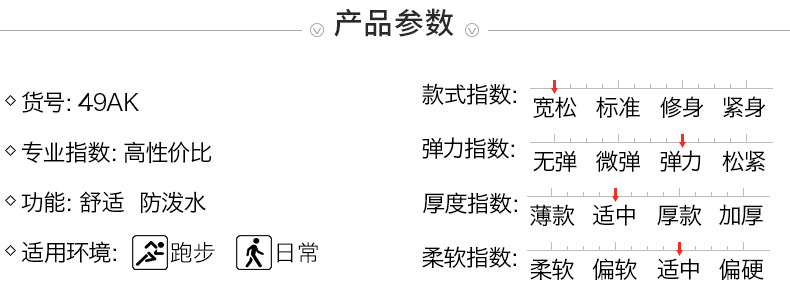 产品参数
货号: 49AK
专业指数: 高性价比
功能: 舒适 防泼水
适用环境: 跑步 日常
款式指数:
宽松 标准 修身 紧身
弹力指数:
无弹 微弹 弹力 松紧
厚度指数:
薄款 适中 厚款 加厚
柔软指数:
柔软 偏软 适中 偏硬